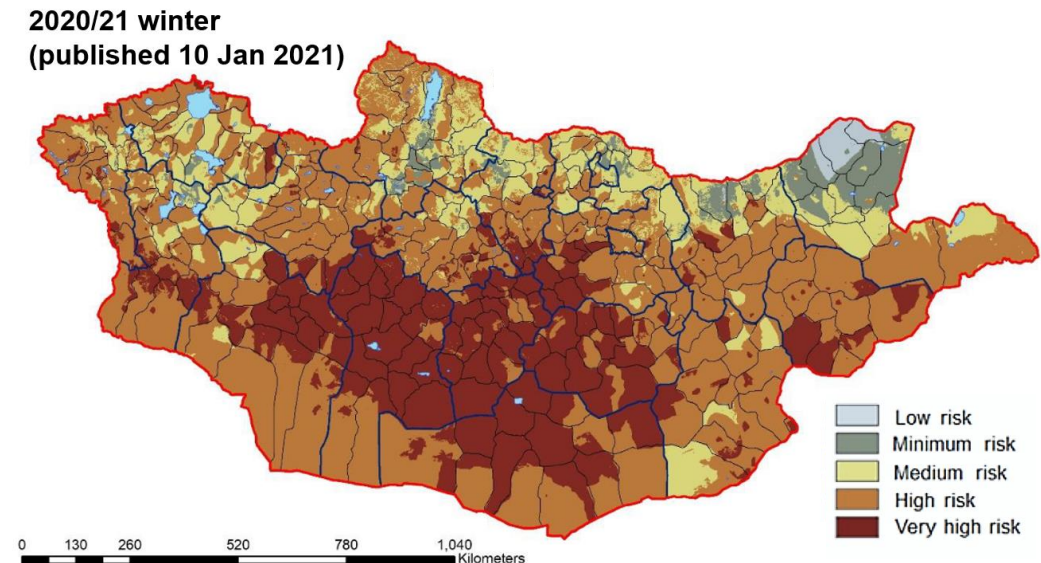 2020/21 winter
(published 10 Jan 2021)
Low risk
Minimum risk
Medium risk
High risk
Very high risk
0 130 260 520 780 1,040
Kilometers